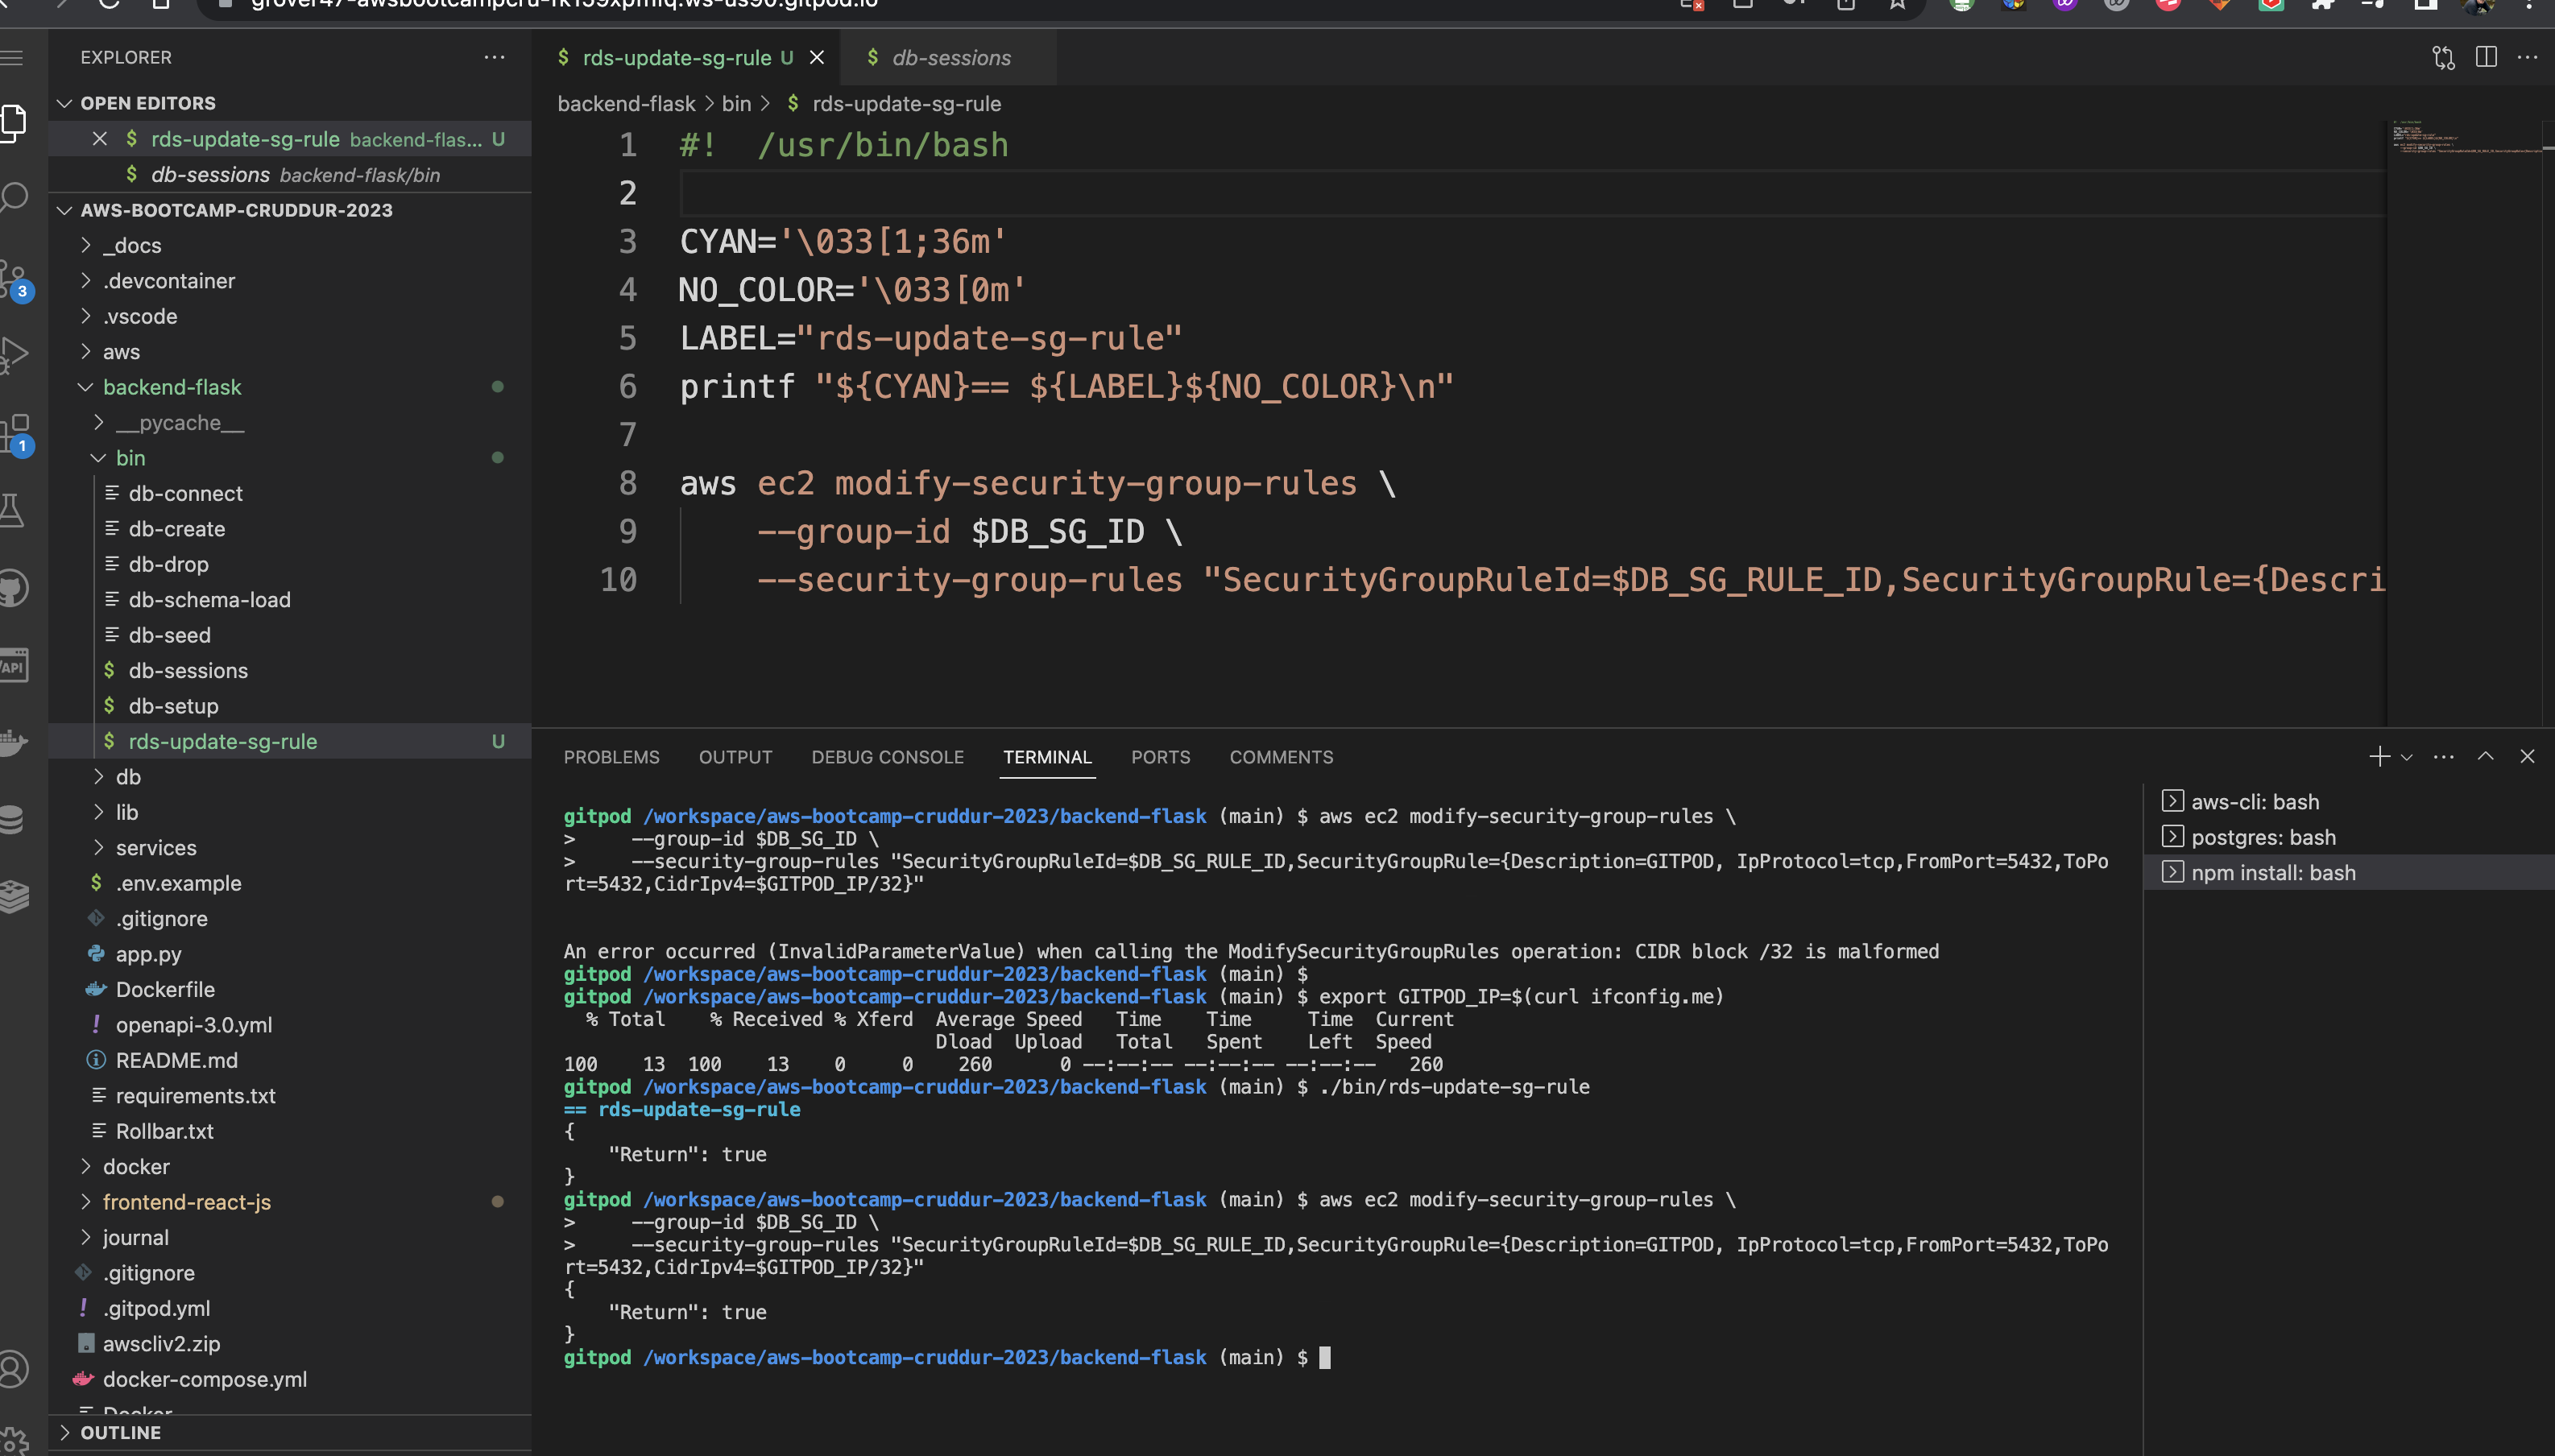 EXPLORER
OPEN EDITORS
rds-update-sg-rule backend-flas... U
db-sessions backend-flask/bin
AWS-BOOTCAMP-CRUDDUR-2023
_docs
.devcontainer
.vscode
aws
backend-flask
__pycache__
bin
db-connect
db-create
db-drop
db-schema-load
db-seed
$ db-sessions
$ db-setup
$ rds-update-sg-rule U
db
lib
services
$ .env.example
.gitignore
app.py
Dockerfile
! openapi-3.0.yml
README.md
requirements.txt
Rollbar.txt
docker
frontend-react-js
journal
.gitignore
! .gitpod.yml
awscliv2.zip
docker-compose.yml
OUTLINE
3
1
API
$ rds-update-sg-rule U
$ db-sessions
backend-flask > bin > $ rds-update-sg-rule
1 #!  /usr/bin/bash
2
3 CYAN='\033[1;36m'
4 NO_COLOR='\033[0m'
5 LABEL="rds-update-sg-rule"
6 printf "${CYAN}== ${LABEL}${NO_COLOR}\n"
7
8 aws ec2 modify-security-group-rules \
9     --group-id $DB_SG_ID \
10     --security-group-rules "SecurityGroupRuleId=$DB_SG_RULE_ID,SecurityGroupRule={Descri
PROBLEMS OUTPUT DEBUG CONSOLE TERMINAL PORTS COMMENTS
gitpod /workspace/aws-bootcamp-cruddur-2023/backend-flask (main) $ aws ec2 modify-security-group-rules \
>     --group-id $DB_SG_ID \
>     --security-group-rules "SecurityGroupRuleId=$DB_SG_RULE_ID,SecurityGroupRule={Description=GITPOD, IpProtocol=tcp,FromPort=5432,ToPo
rt=5432,CidrIpv4=$GITPOD_IP/32}"
An error occurred (InvalidParameterValue) when calling the ModifySecurityGroupRules operation: CIDR block /32 is malformed
gitpod /workspace/aws-bootcamp-cruddur-2023/backend-flask (main) $
gitpod /workspace/aws-bootcamp-cruddur-2023/backend-flask (main) $ export GITPOD_IP=$(curl ifconfig.me)
% Total    % Received % Xferd  Average Speed   Time    Time     Time  Current
Dload  Upload   Total   Spent    Left  Speed
100    13  100    13    0     0    260      0 --:--:-- --:--:-- --:--:--   260
gitpod /workspace/aws-bootcamp-cruddur-2023/backend-flask (main) $ ./bin/rds-update-sg-rule
== rds-update-sg-rule
{
"Return": true
}
gitpod /workspace/aws-bootcamp-cruddur-2023/backend-flask (main) $ aws ec2 modify-security-group-rules \
>     --group-id $DB_SG_ID \
>     --security-group-rules "SecurityGroupRuleId=$DB_SG_RULE_ID,SecurityGroupRule={Description=GITPOD, IpProtocol=tcp,FromPort=5432,ToPo
rt=5432,CidrIpv4=$GITPOD_IP/32}"
{
"Return": true
}
gitpod /workspace/aws-bootcamp-cruddur-2023/backend-flask (main) $
aws-cli: bash
postgres: bash
npm install: bash